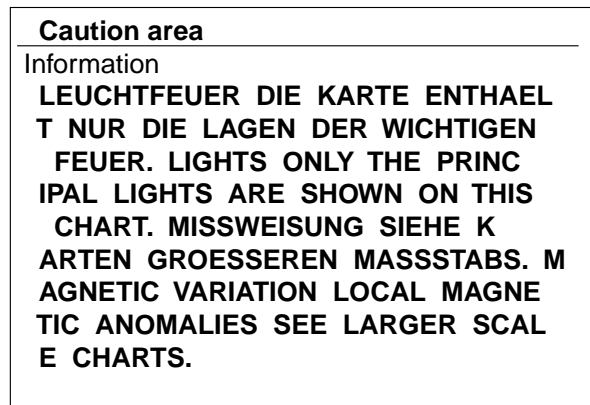 Caution area
Information
LEUCHTFEUER DIE KARTE ENTHAEL
T NUR DIE LAGEN DER WICHTIGEN
FEUER. LIGHTS ONLY THE PRINC
IPAL LIGHTS ARE SHOWN ON THIS
CHART. MISSWEISUNG SIEHE K
ARTEN GROESSEREN MASSSTABS. M
AGNETIC VARIATION LOCAL MAGNE
TIC ANOMALIES SEE LARGER SCAL
E CHARTS.